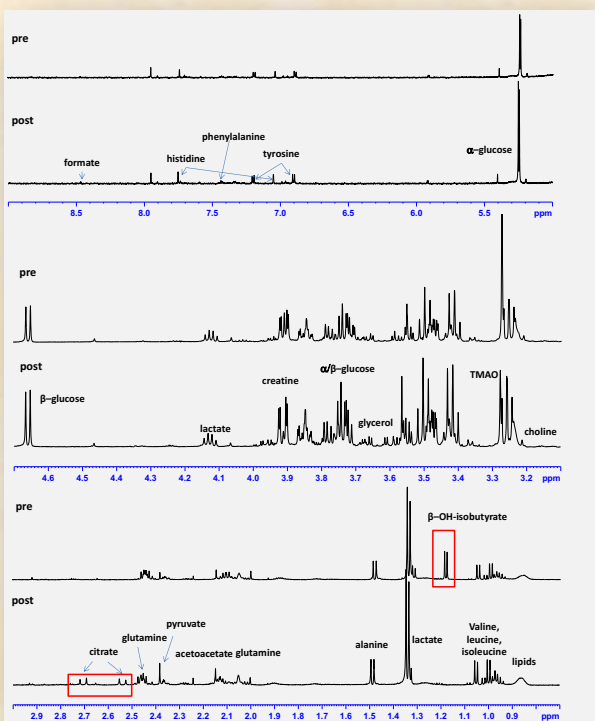 pre
post
formate
histidine
phenylalanine
tyrosine
α–glucose
8.5 8.0 7.5 7.0 6.5 6.0 5.5 ppm
pre
post
β–glucose
lactate
creatine
α/β–glucose
glycerol
TMAO
choline
4.6 4.5 4.4 4.3 4.2 4.1 4.0 3.9 3.8 3.7 3.6 3.5 3.4 3.3 3.2 ppm
pre
β–OH-isobutyrate
post
citrate
glutamine
pyruvate
acetoacetate glutamine
alanine
lactate
Valine,
leucine,
isoleucine
lipids
2.9 2.8 2.7 2.6 2.5 2.4 2.3 2.2 2.1 2.0 1.9 1.8 1.7 1.6 1.5 1.4 1.3 1.2 1.1 1.0 0.9 ppm